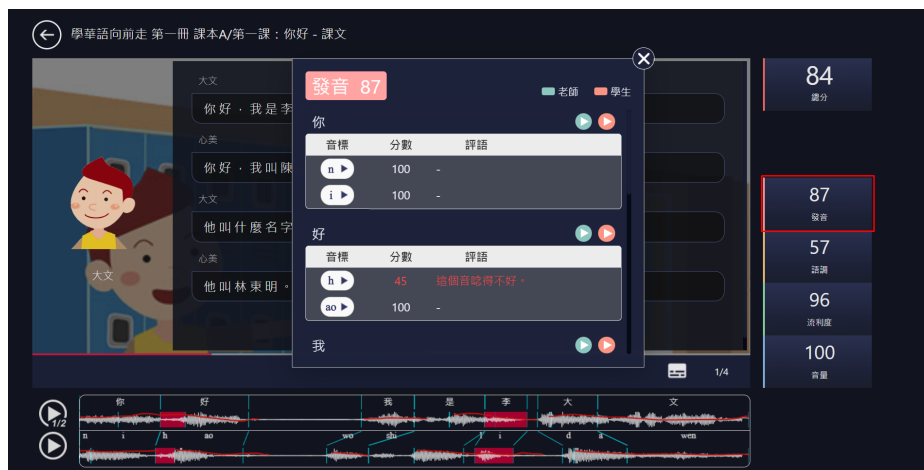 學華語向前走 第一冊 課本A/第一課：你好 - 課文
大文
你好，我是李
心美
你好，我叫陳
大文
他叫什麼名字
心美
他叫林東明。
大文
發音 87
老師 學生
你
音標 分數 評語
n 100 -
i 100 -
好
音標 分數 評語
h 45 這個音唸得不好。
ao 100 -
我
1/4
84
總分
87
發音
57
語調
96
流利度
100
音量
1/2
你 好 我 是 李 大 文
n i h ao wo shi l i d a wen